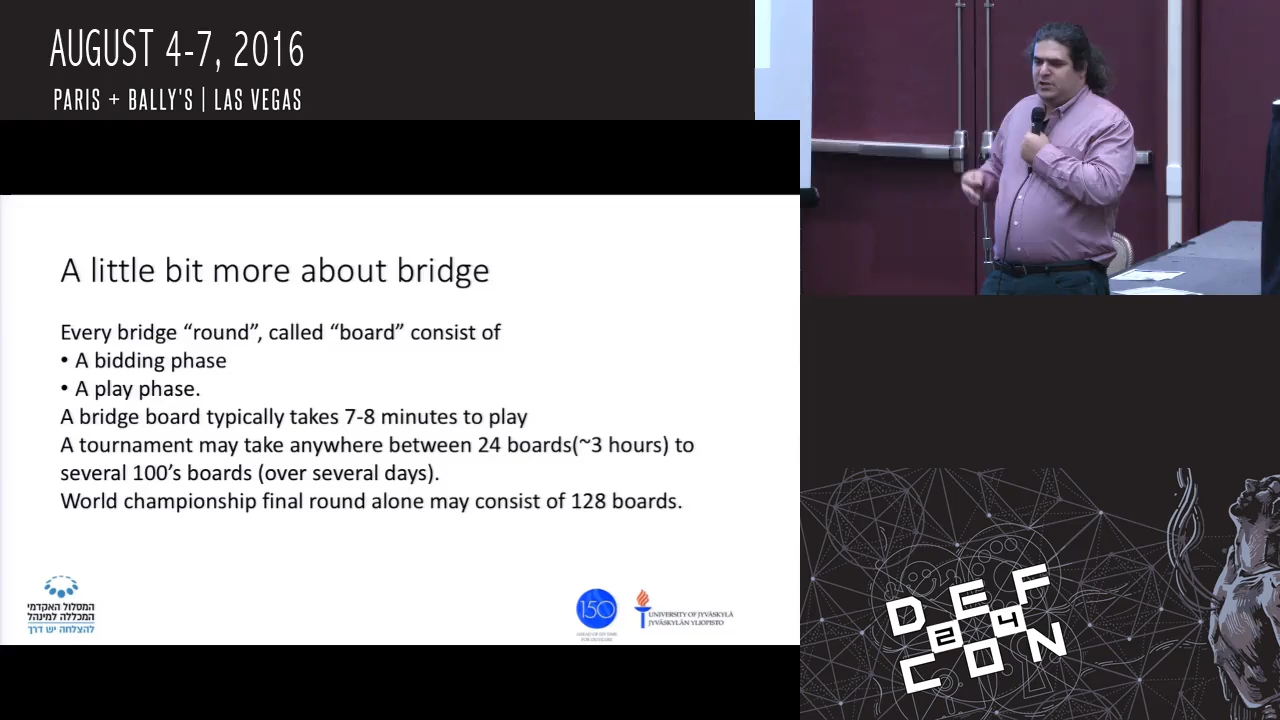 AUGUST 4-7, 2016
PARIS + BALLY'S | LAS VEGAS
A little bit more about bridge
Every bridge “round”, called “board” consist of
• A bidding phase
• A play phase.
A bridge board typically takes 7-8 minutes to play
A tournament may take anywhere between 24 boards(~3 hours) to
several 100’s boards (over several days).
World championship final round alone may consist of 128 boards.
המסלול האקדמי
המכללה למינהל
להצלחה יש דרך
150
UNIVERSITY OF JYVÄSKYLÄ
JYVÄSKYLÄN YLIOPISTO
DEF
24
CON